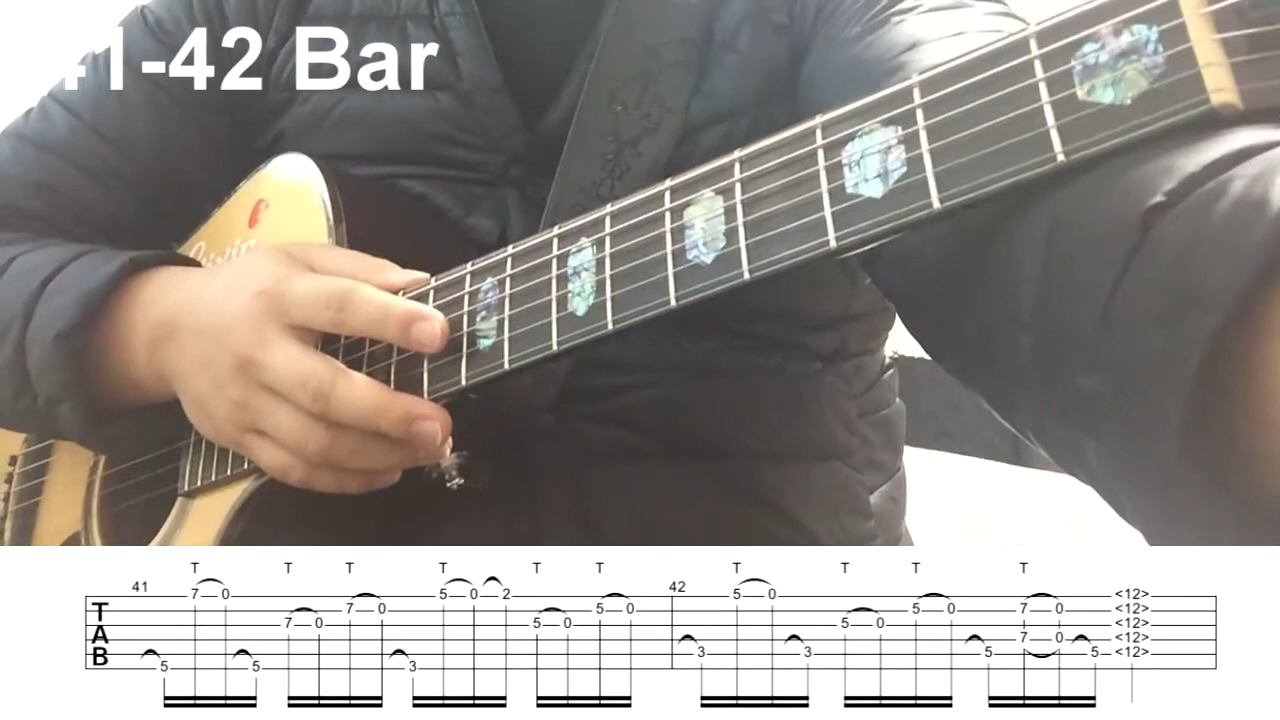 41-42 Bar
T T T T T T T T T T
41 42
7 0 5 0 2 5 0 <12>
T 7 0 5 0 5 0 7 0 <12>
7 0 5 0 5 0 <12>
A 7 0 <12>
B 3 3 5 5 <12>
5 5 3